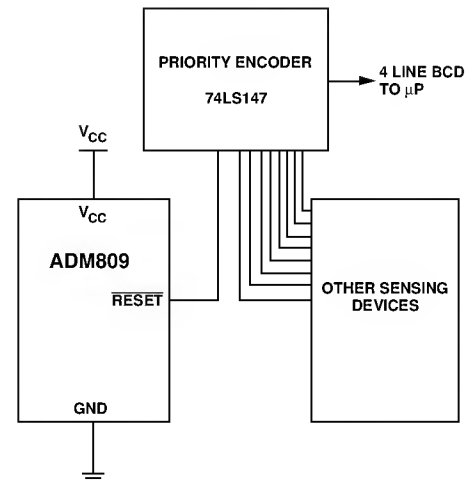 PRIORITY ENCODER
74LS147
4 LINE BCD
TO μP
VCC
VCC
ADM809
RESET
GND
OTHER SENSING
DEVICES